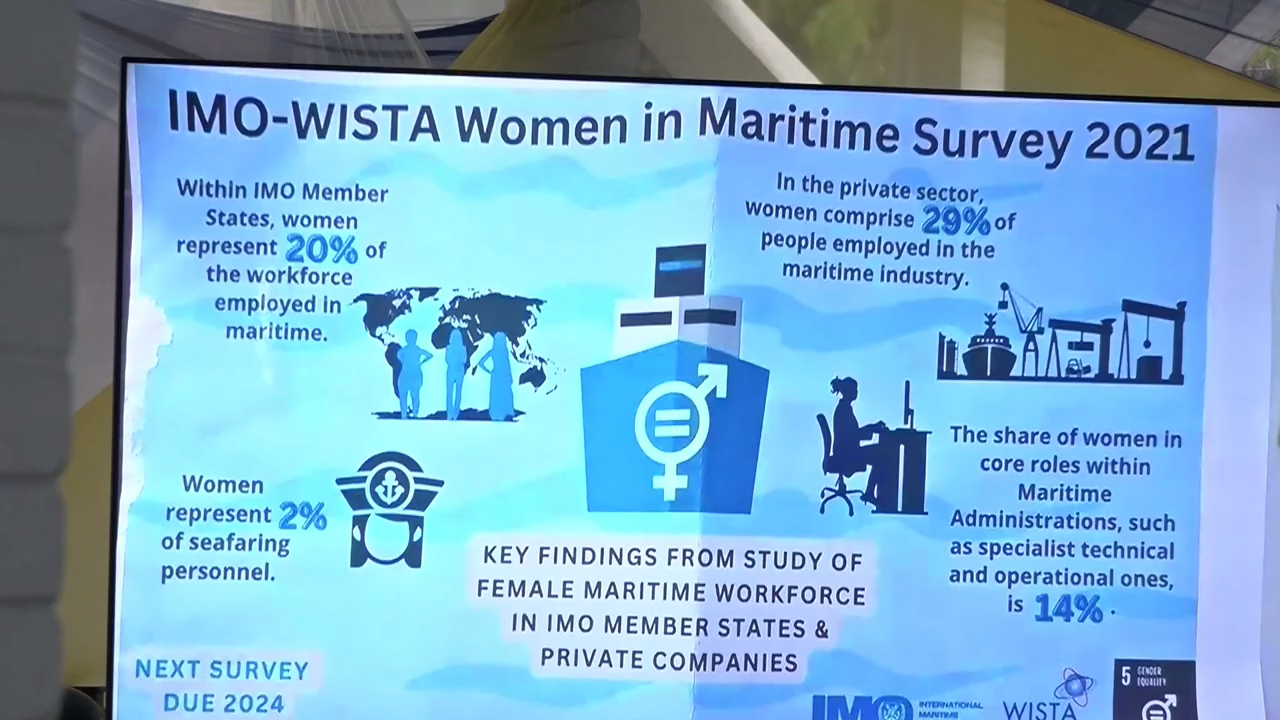 IMO-WISTA Women in Maritime Survey 2021
Within IMO Member
States, women
represent 20% of
the workforce
employed in
maritime.
In the private sector,
women comprise 29% of
people employed in the
maritime industry.
Women
represent 2%
of seafaring
personnel.
The share of women in
core roles within
Maritime
Administrations, such
as specialist technical
and operational ones,
is 14%.
KEY FINDINGS FROM STUDY OF
FEMALE MARITIME WORKFORCE
IN IMO MEMBER STATES &
PRIVATE COMPANIES
NEXT SURVEY
DUE 2024
IMO
INTERNATIONAL
MARITIME
WISTA
5 GENDER
EQUALITY